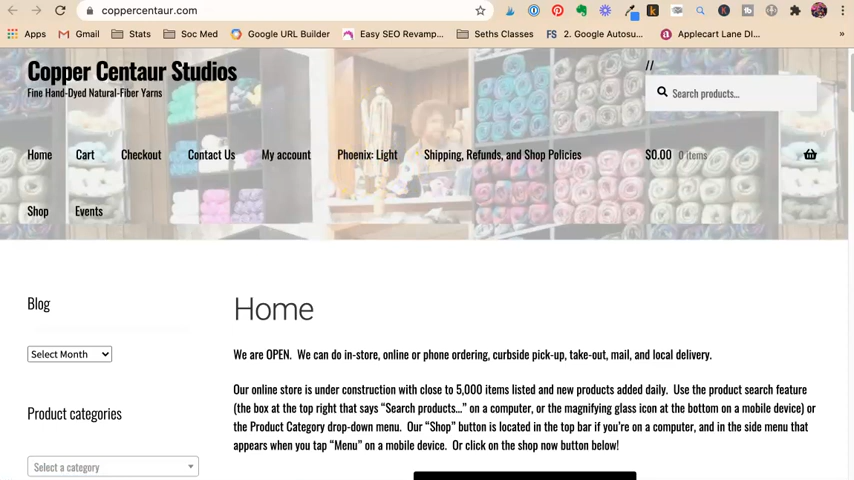 coppercentaur.com
Apps Gmail Stats Soc Med Google URL Builder Easy SEO Revamp... Seths Classes FS 2. Google Autosu... Applecart Lane DI... »
Copper Centaur Studios
Fine Hand-Dyed Natural-Fiber Yarns
//
Search products...
Home Cart Checkout Contact Us My account Phoenix: Light Shipping, Refunds, and Shop Policies $0.00 0 items
Shop Events
Blog
Home
Select Month
We are OPEN. We can do in-store, online or phone ordering, curbside pick-up, take-out, mail, and local delivery.
Our online store is under construction with close to 5,000 items listed and new products added daily. Use the product search feature
(the box at the top right that says “Search products...” on a computer, or the magnifying glass icon at the bottom on a mobile device) or
Product categories
the Product Category drop-down menu. Our “Shop” button is located in the top bar if you’re on a computer, and in the side menu that
appears when you tap “Menu” on a mobile device. Or click on the shop now button below!
Select a category